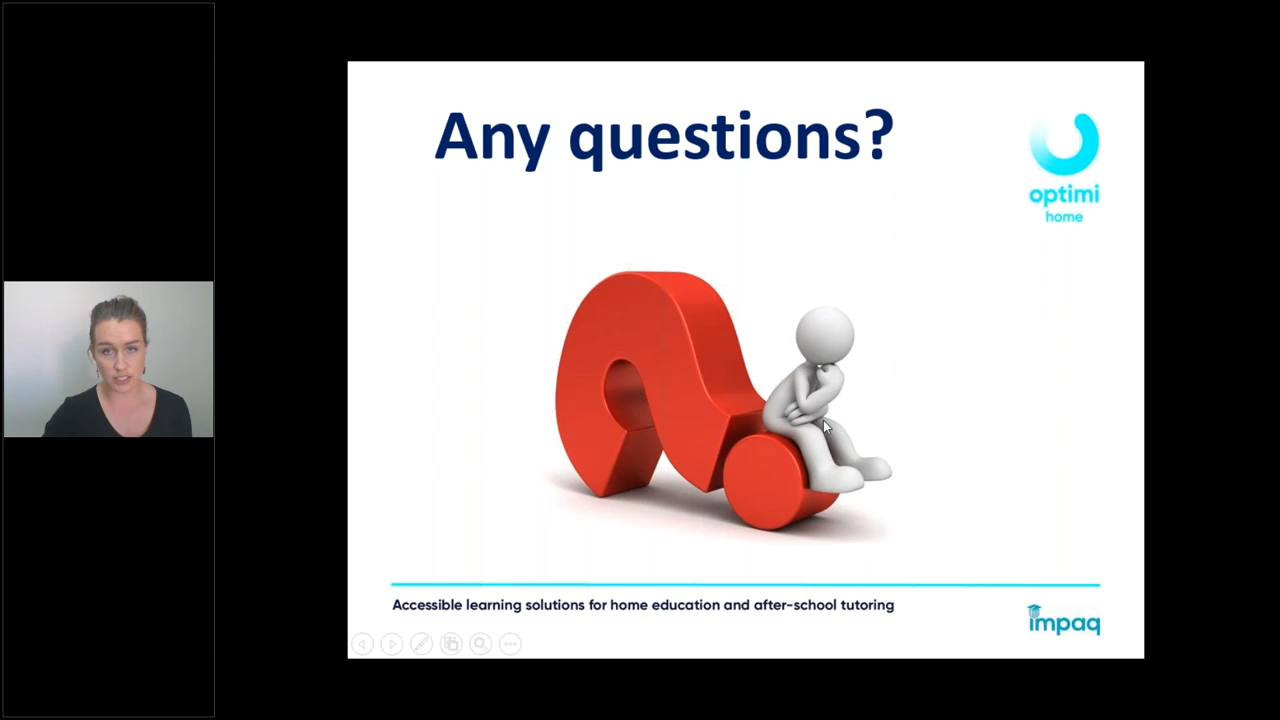 Any questions?
optimi
home
Accessible learning solutions for home education and after-school tutoring
impaq